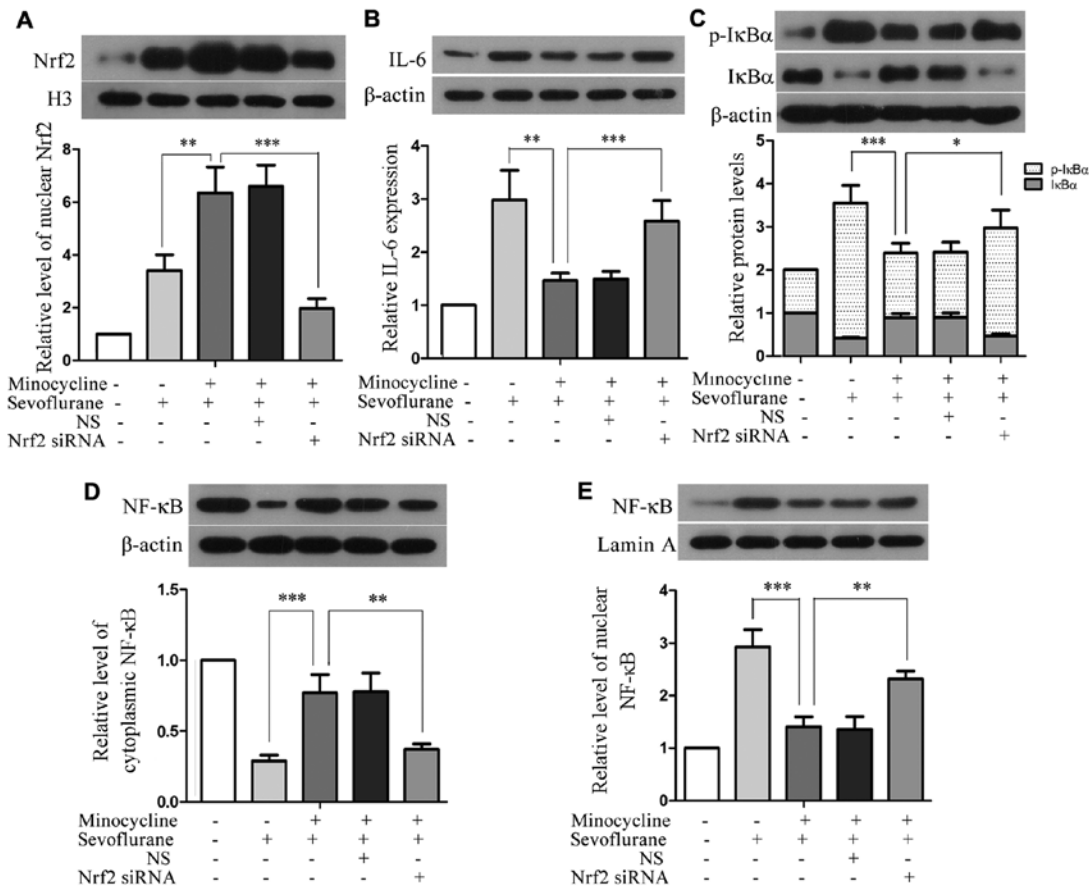 A
Nrf2
H3
Relative level of nuclear Nrf2
8
6
4
2
0
** ***
Minocycline - - + + +
Sevoflurane - + + + +
NS - - - + -
Nrf2 siRNA - - - - +
B
IL-6
β-actin
Relative IL-6 expression
4
3
2
1
0
** ***
Minocycline - - + + +
Sevoflurane - + + + +
NS - - - + -
Nrf2 siRNA - - - - +
C
p-IκBα
IκBα
β-actin
Relative protein levels
5
4
3
2
1
0
*** *
p-IκBα
IκBα
Minocycline - - + + +
Sevoflurane - + + + +
NS - - - + -
Nrf2 siRNA - - - - +
D
NF-κB
β-actin
Relative level of
cytoplasmic NF-κB
1.5
1.0
0.5
0.0
*** **
Minocycline - - + + +
Sevoflurane - + + + +
NS - - - + -
Nrf2 siRNA - - - - +
E
NF-κB
Lamin A
Relative level of nuclear
NF-κB
4
3
2
1
0
*** **
Minocycline - - + + +
Sevoflurane - + + + +
NS - - - + -
Nrf2 siRNA - - - - +